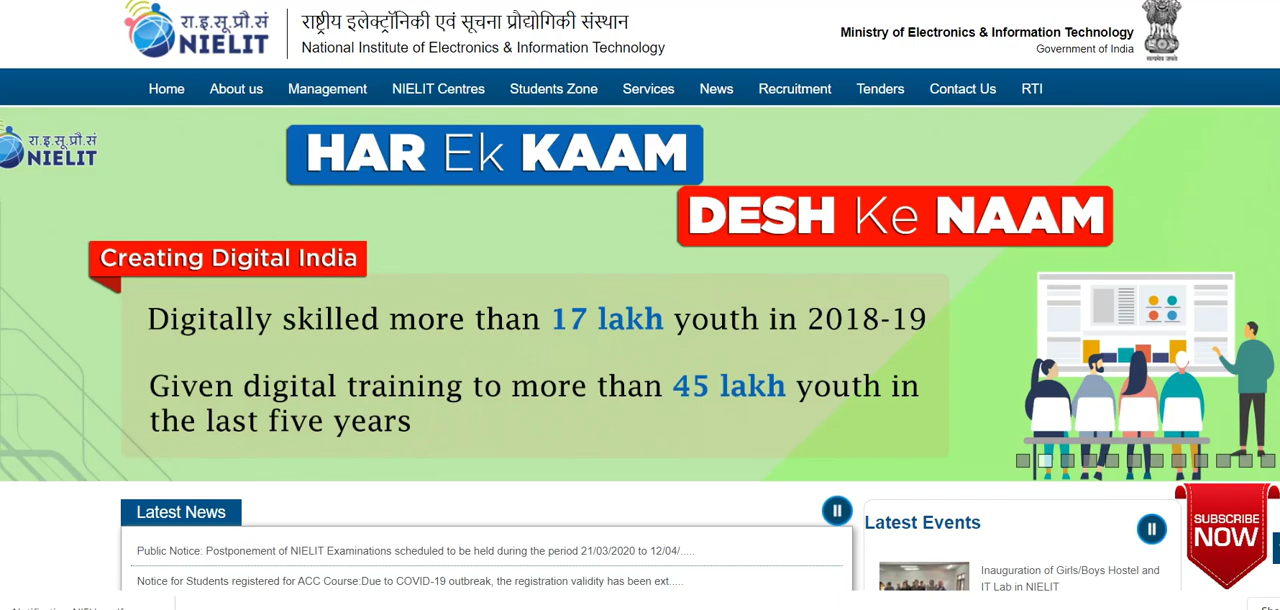 रा.इ.सू.प्रौ.सं
NIELIT
राष्ट्रीय इलेक्ट्रॉनिकी एवं सूचना प्रौद्योगिकी संस्थान
National Institute of Electronics & Information Technology
Ministry of Electronics & Information Technology
Government of India
सत्यमेव जयते
Home About us Management NIELIT Centres Students Zone Services News Recruitment Tenders Contact Us RTI
रा.इ.सू.प्रौ.सं
NIELIT
HAR Ek KAAM
DESH Ke NAAM
Creating Digital India
Digitally skilled more than 17 lakh youth in 2018-19
Given digital training to more than 45 lakh youth in
the last five years
Latest News
Latest Events
SUBSCRIBE
NOW
Public Notice: Postponement of NIELIT Examinations scheduled to be held during the period 21/03/2020 to 12/04/.....
Notice for Students registered for ACC Course:Due to COVID-19 outbreak, the registration validity has been ext.....
Inauguration of Girls/Boys Hostel and
IT Lab in NIELIT